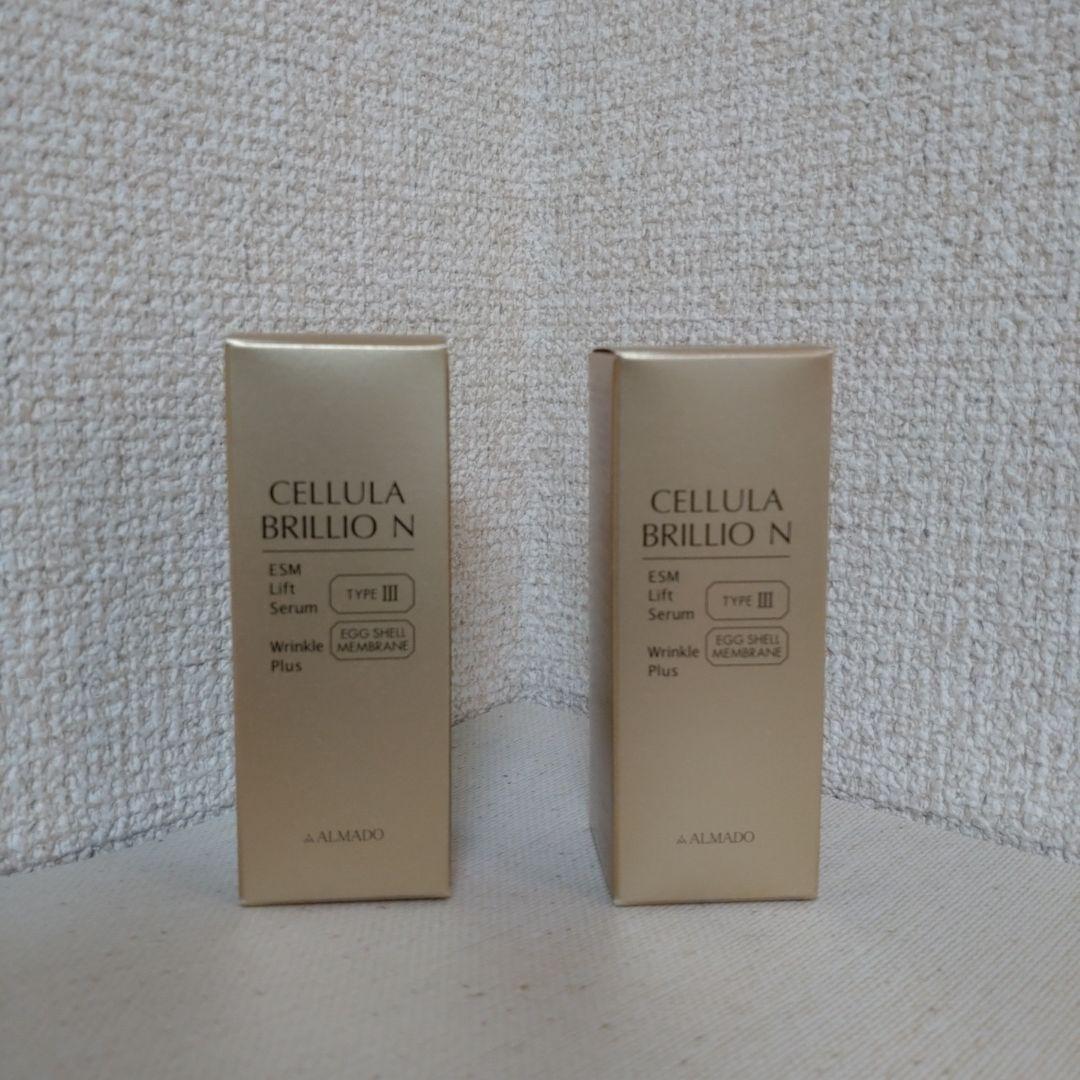 CELLULA
BRILLIO N
ESM
Lift
Serum
TYPE III
Wrinkle
Plus
EGG SHELL
MEMBRANE
ALMADO
CELLULA
BRILLIO N
ESM
Lift
Serum
TYPE III
Wrinkle
Plus
EGG SHELL
MEMBRANE
ALMADO